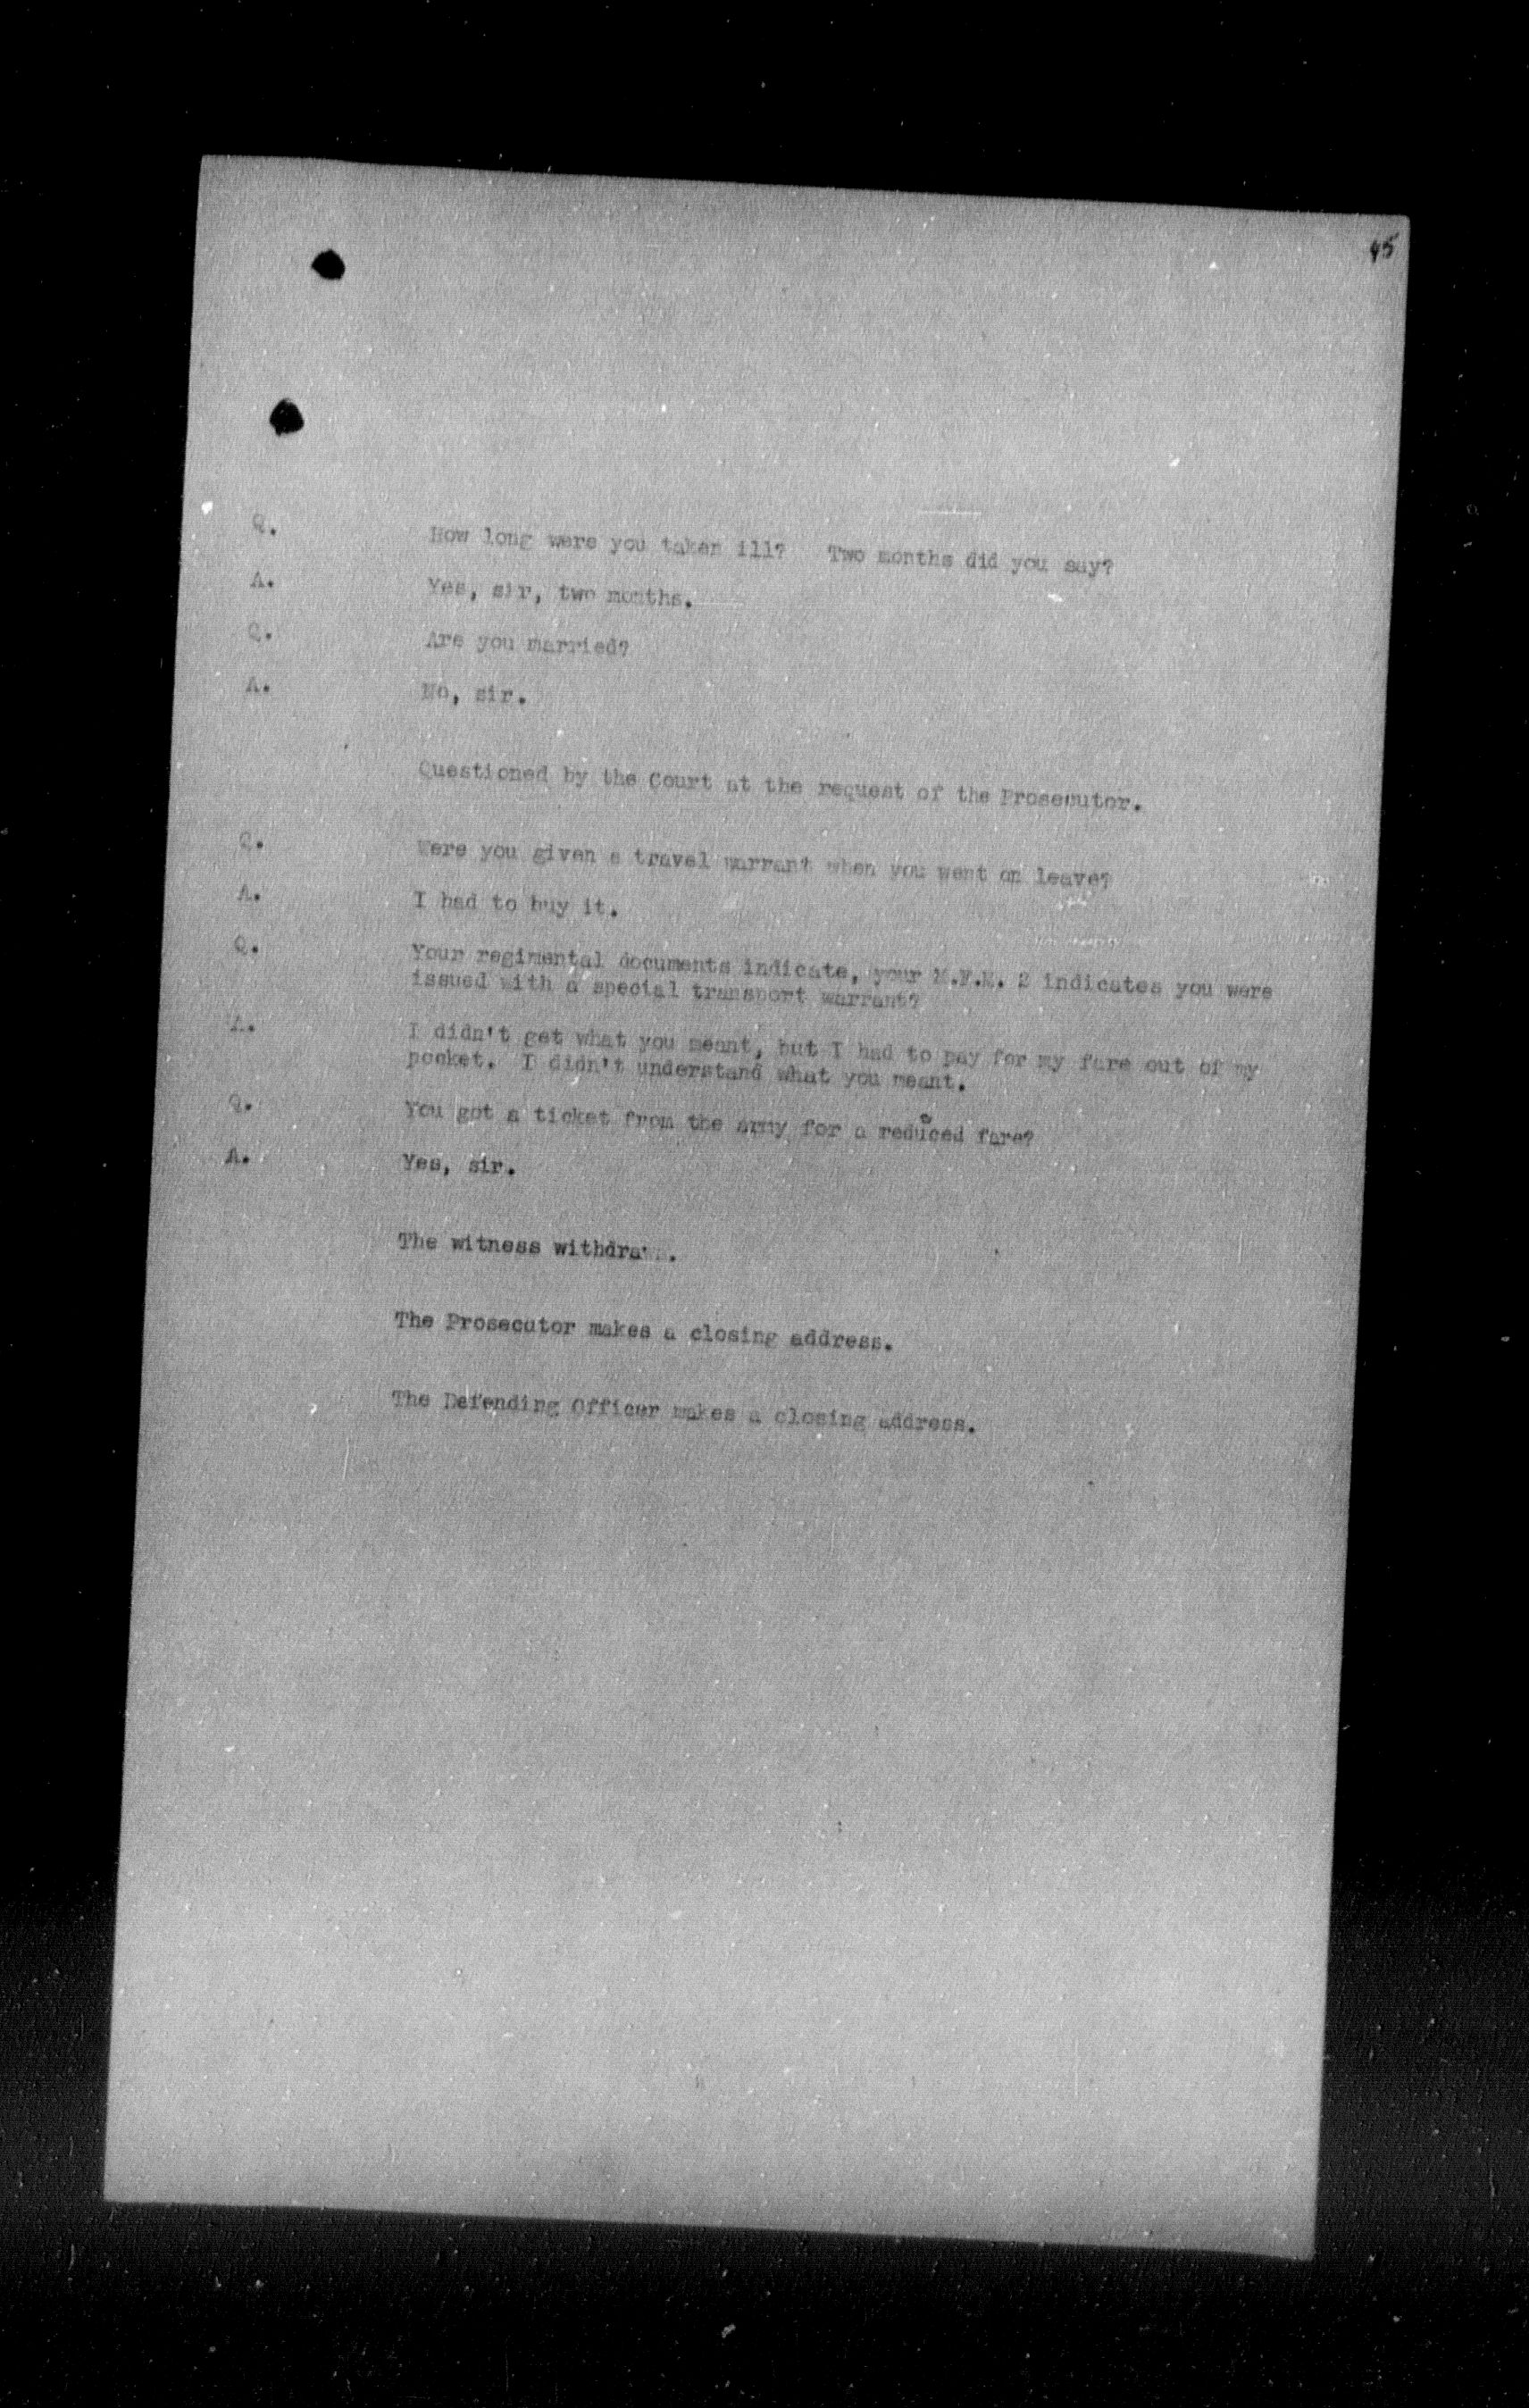 45
Q. How long were you taken ill? Two months did you say?
A. Yes, sir, two months.
Q. Are you married?
A. No, sir.
Questioned by the Court at the request of the Prosecutor.
Q. Were you given a travel warrant when you went on leave?
A. I had to buy it.
Q. Your regimental documents indicate, your M.F.M. 2 indicates you were
issued with a special transport warrant?
A. I didn't get what you meant, but I had to pay for my fare out of my
pocket. I didn't understand what you meant.
Q. You got a ticket from the army for a reduced fare?
A. Yes, sir.
The witness
The Prosecutor makes a closing address.
The Defending Officer makes a closing address.